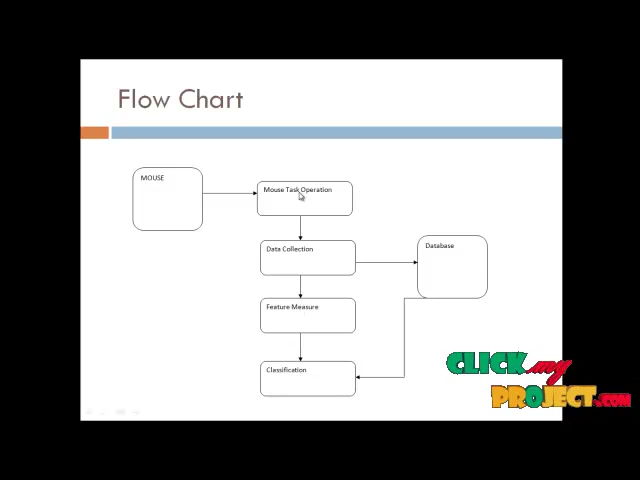 Flow Chart
MOUSE
Mouse Task Operation
Data Collection
Database
Feature Measure
Classification
CLICK my
PROJECT.COM